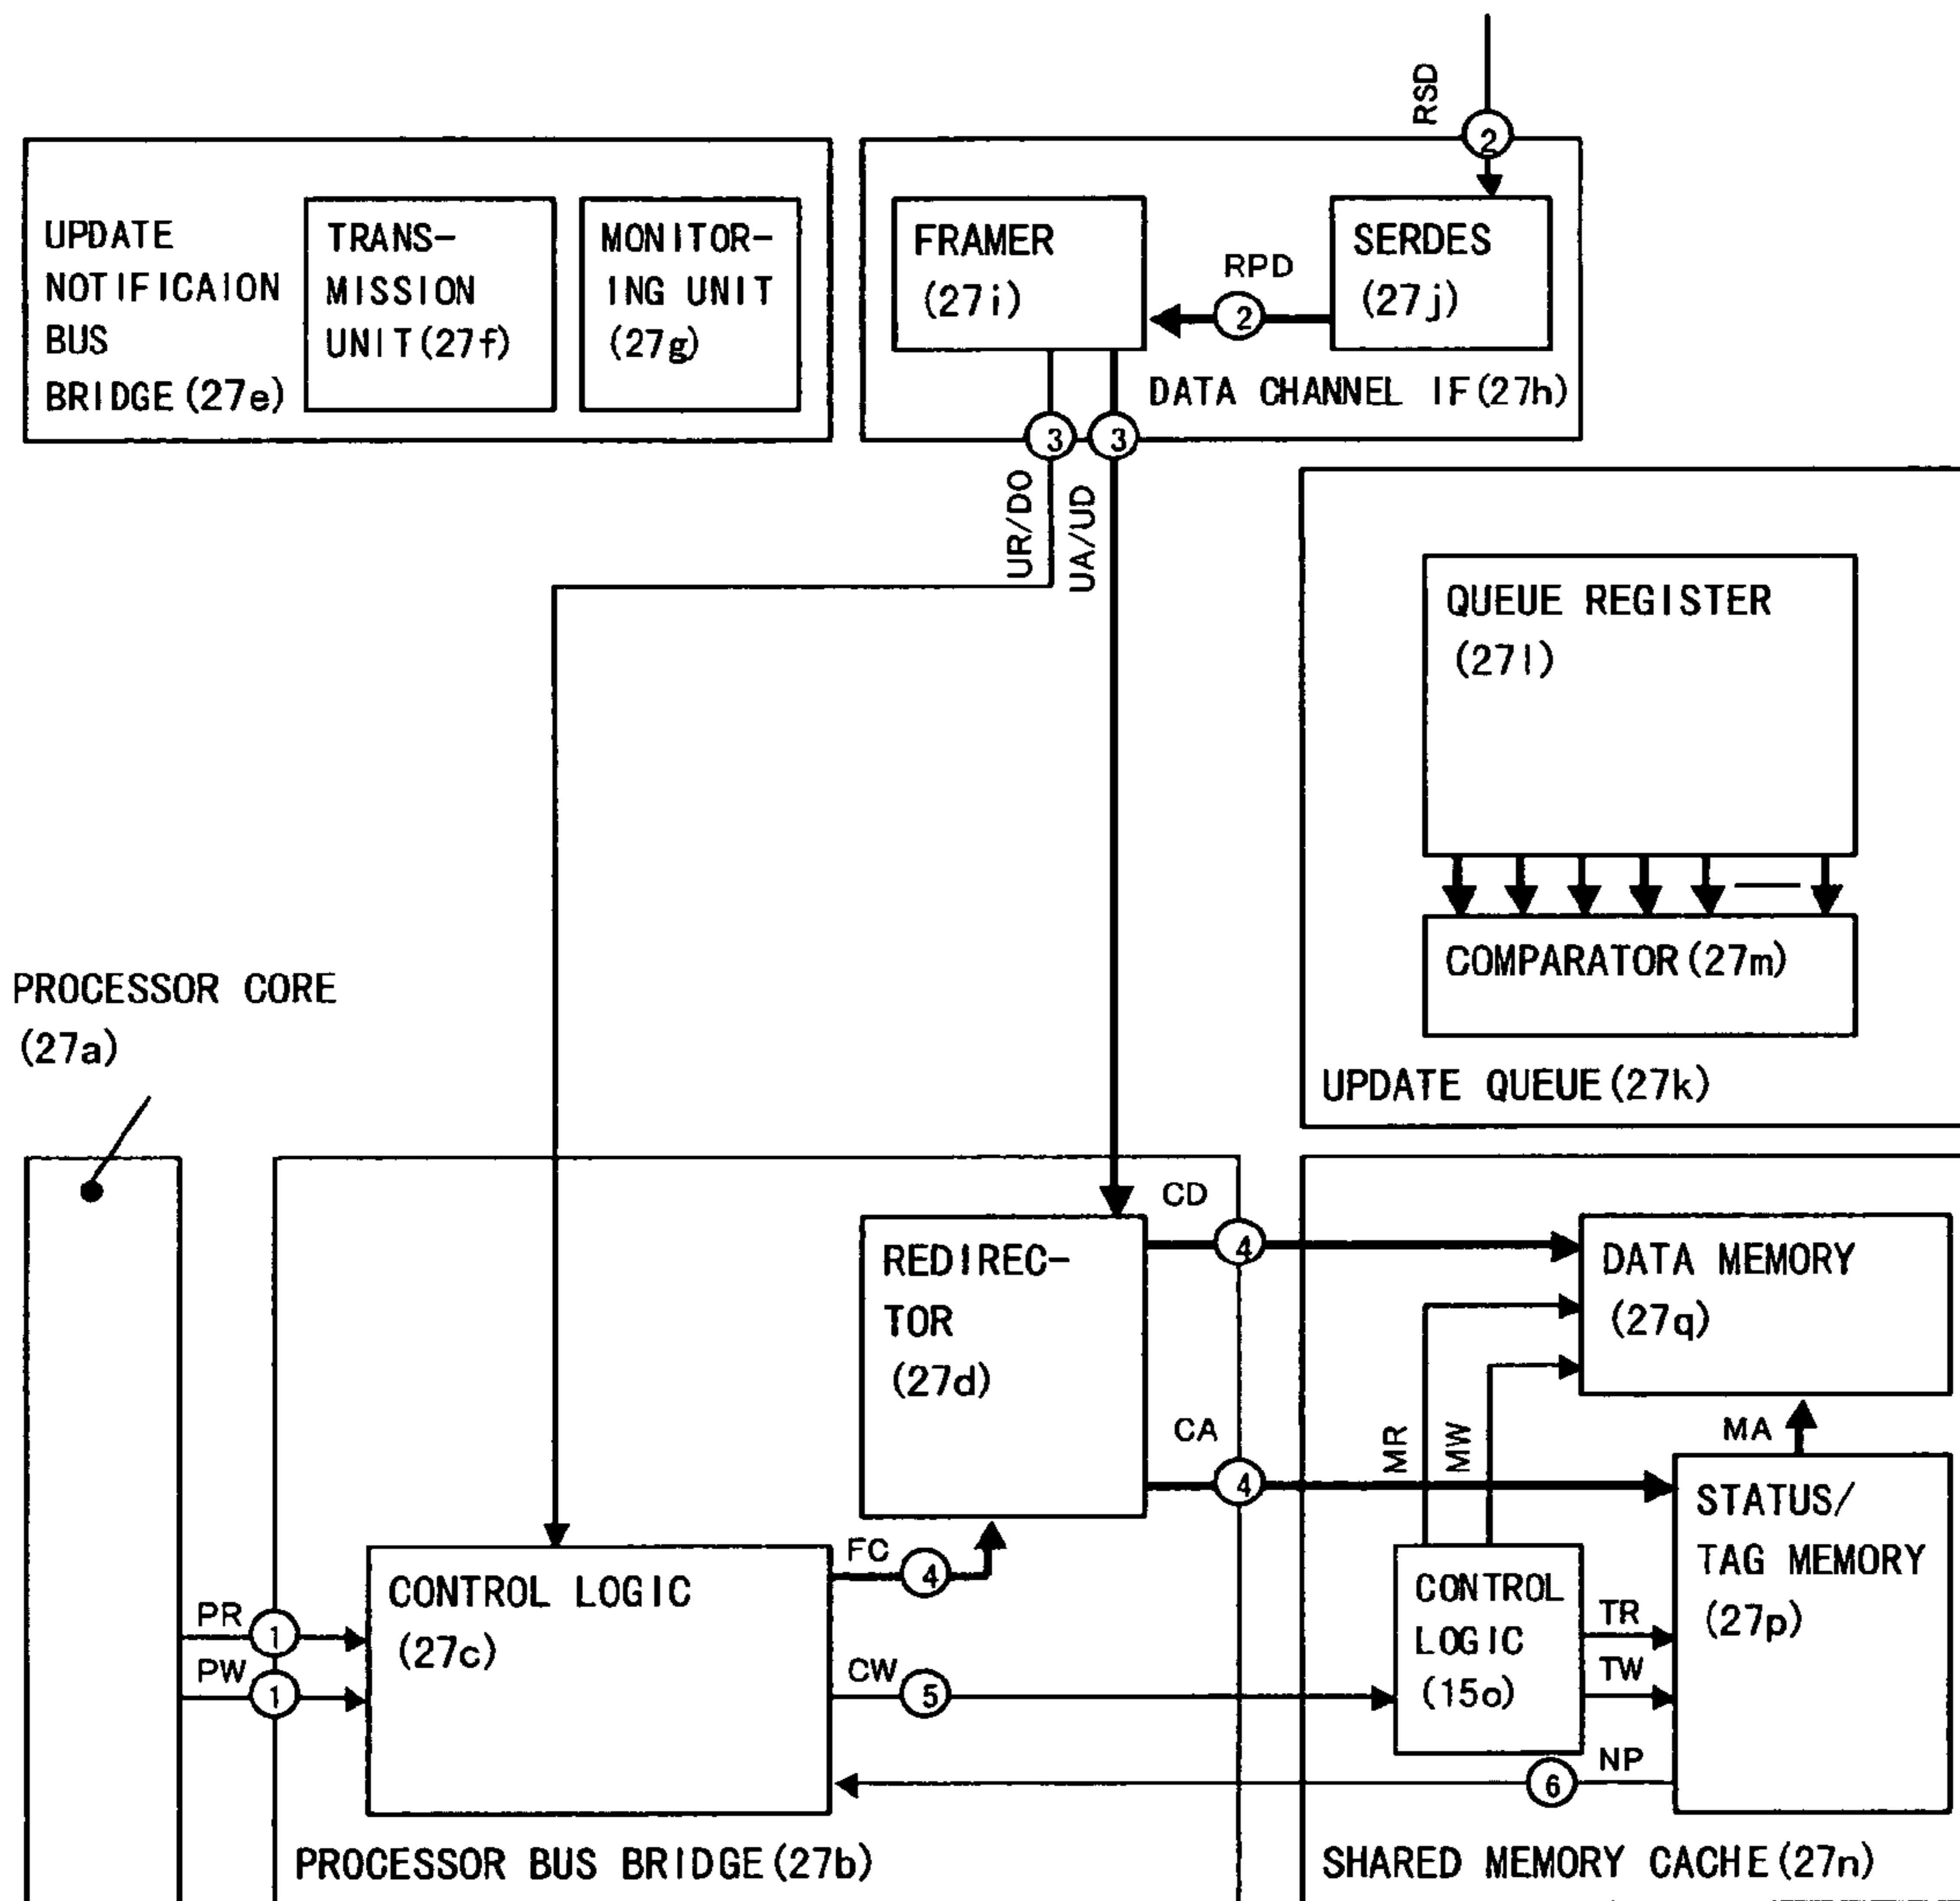 RSD
2
UPDATE
NOTIFICAION
BUS
BRIDGE(27e)
TRANS-
MISSION
UNIT(27f)
MONITOR-
ING UNIT
(27g)
FRAMER
(27i)
RPD
2
SERDES
(27j)
DATA CHANNEL IF(27h)
3
3
UR/DO
UA/UD
QUEUE REGISTER
(27l)
COMPARATOR(27m)
UPDATE QUEUE(27k)
PROCESSOR CORE
(27a)
REDIREC-
TOR
(27d)
CD
4
DATA MEMORY
(27q)
CA
4
MR
MW
MA
STATUS/
TAG MEMORY
(27p)
FC
4
CONTROL LOGIC
(27c)
PR
1
PW
1
CW
5
CONTROL
LOGIC
(15o)
TR
TW
NP
6
PROCESSOR BUS BRIDGE(27b)
SHARED MEMORY CACHE(27n)